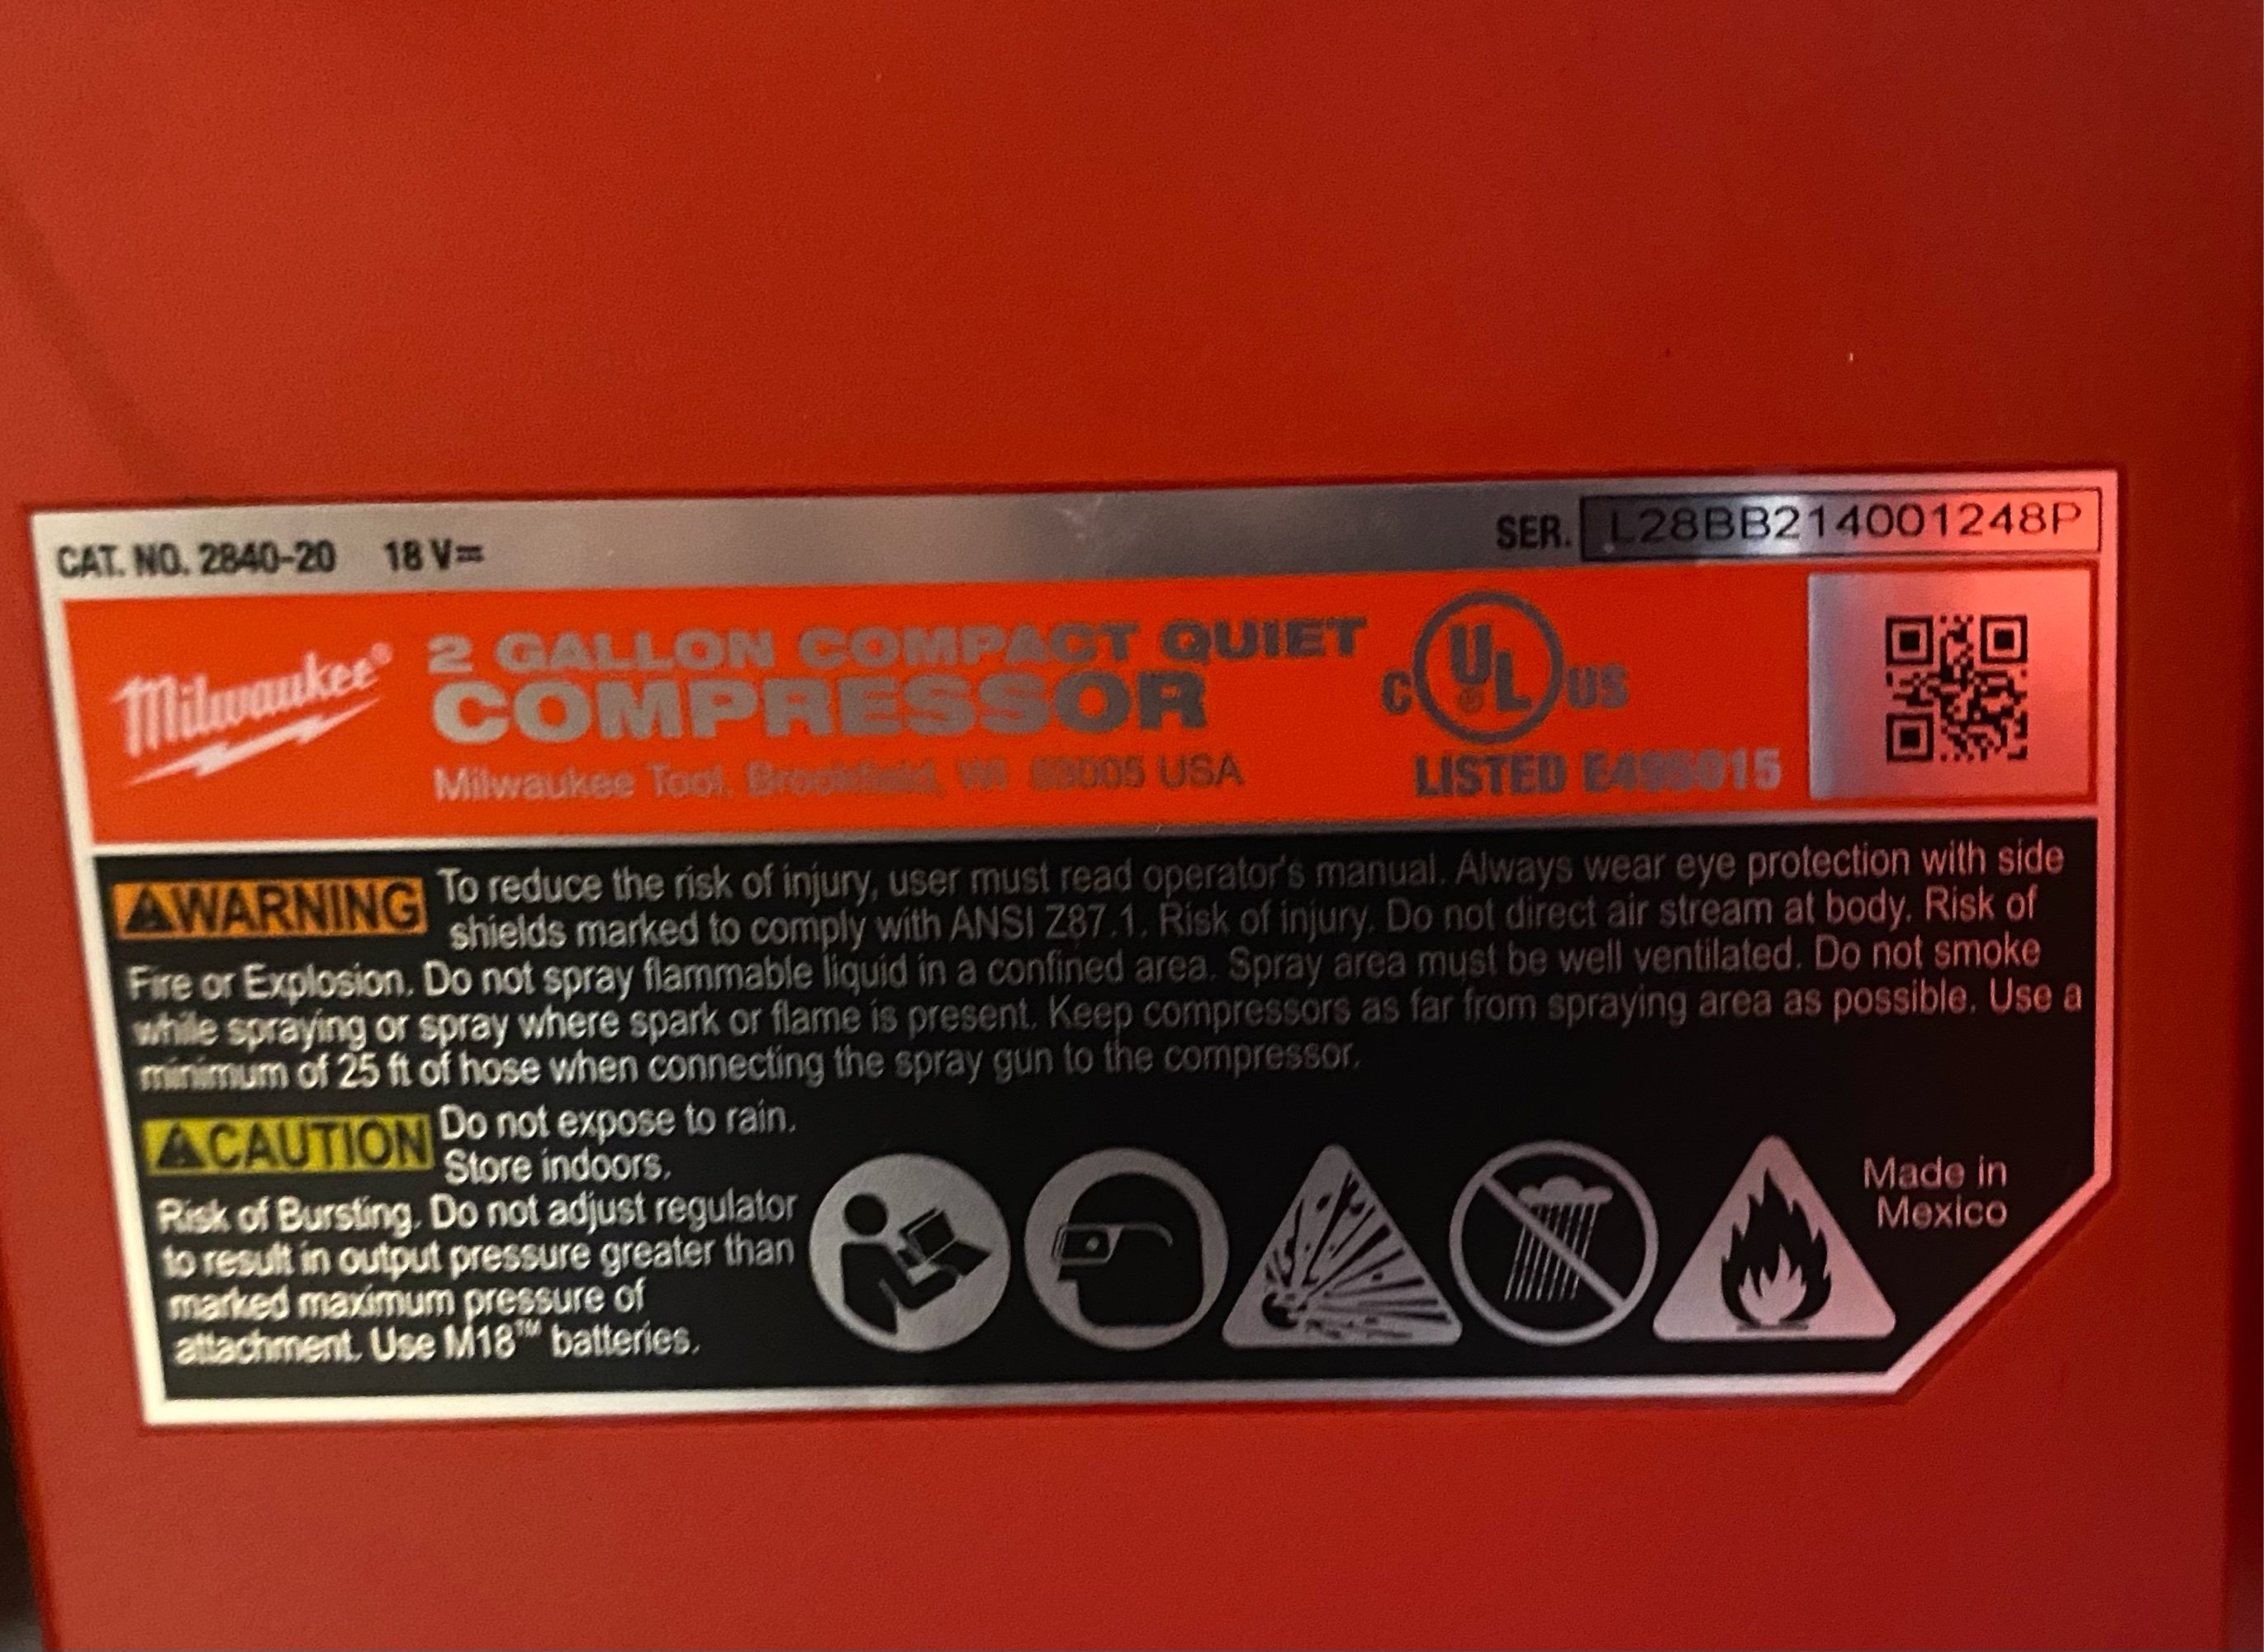 CAT. NO. 2840-20 18 V⎓ SER. L28BB214001248P
Milwaukee®
2 GALLON COMPACT QUIET
COMPRESSOR
Milwaukee Tool, Brookfield, WI 53005 USA
C UL® US
LISTED E495015
⚠WARNING To reduce the risk of injury, user must read operator's manual. Always wear eye protection with side
shields marked to comply with ANSI Z87.1. Risk of injury. Do not direct air stream at body. Risk of
Fire or Explosion. Do not spray flammable liquid in a confined area. Spray area must be well ventilated. Do not smoke
while spraying or spray where spark or flame is present. Keep compressors as far from spraying area as possible. Use a
minimum of 25 ft of hose when connecting the spray gun to the compressor.
⚠CAUTION Do not expose to rain.
Store indoors.
Risk of Bursting. Do not adjust regulator
to result in output pressure greater than
marked maximum pressure of
attachment. Use M18™ batteries.
Made in
Mexico